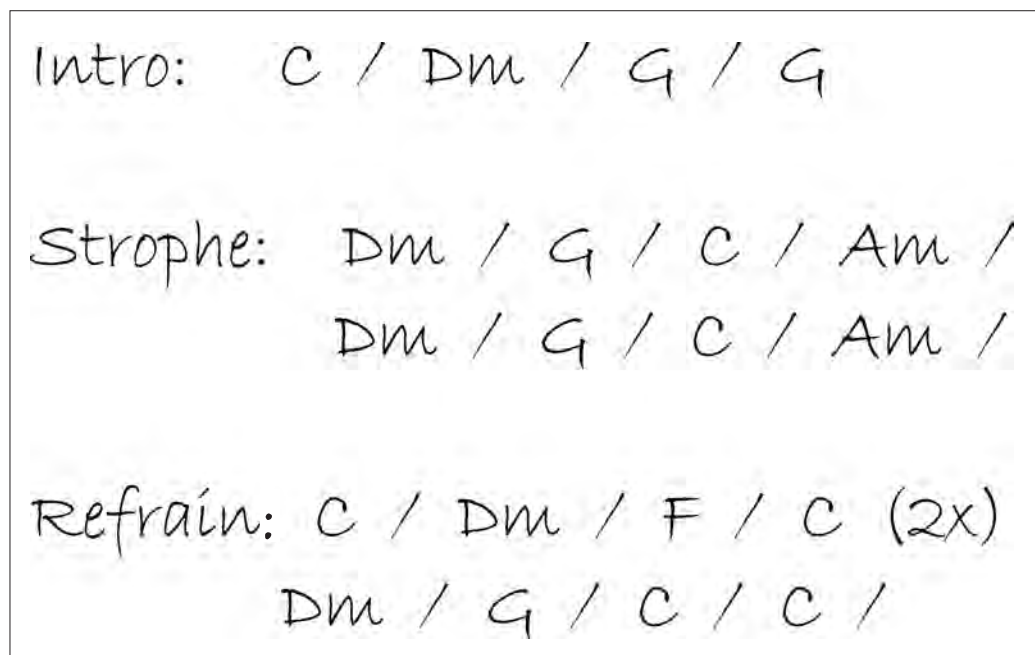 Intro: C / Dm / G / G
Strophe: Dm / G / C / Am /
Dm / G / C / Am /
Refrain: C / Dm / F / C (2x)
Dm / G / C / C /